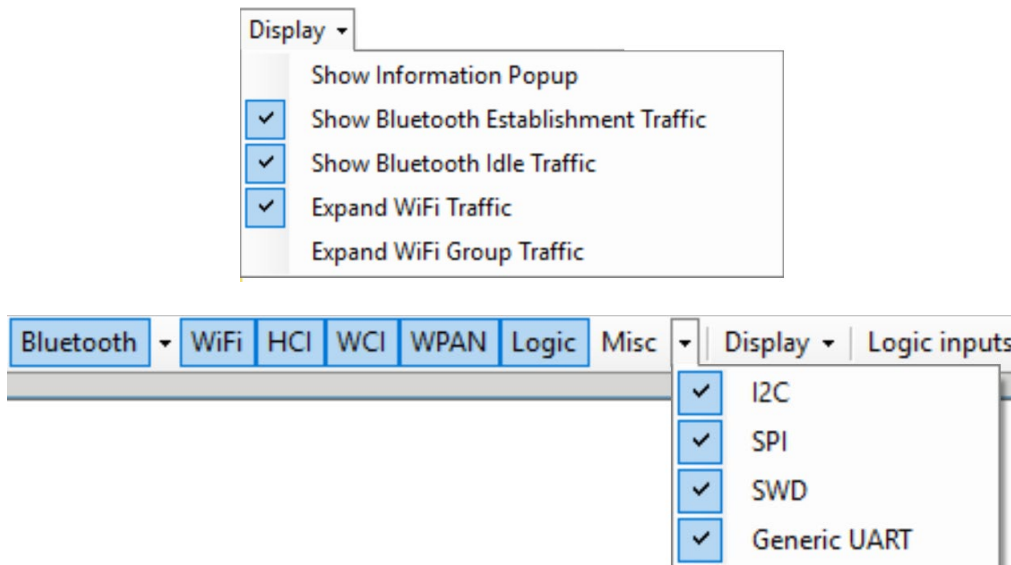 Display
Show Information Popup
Show Bluetooth Establishment Traffic
Show Bluetooth Idle Traffic
Expand WiFi Traffic
Expand WiFi Group Traffic
Bluetooth WiFi HCI WCI WPAN Logic Misc Display Logic inputs
I2C
SPI
SWD
Generic UART